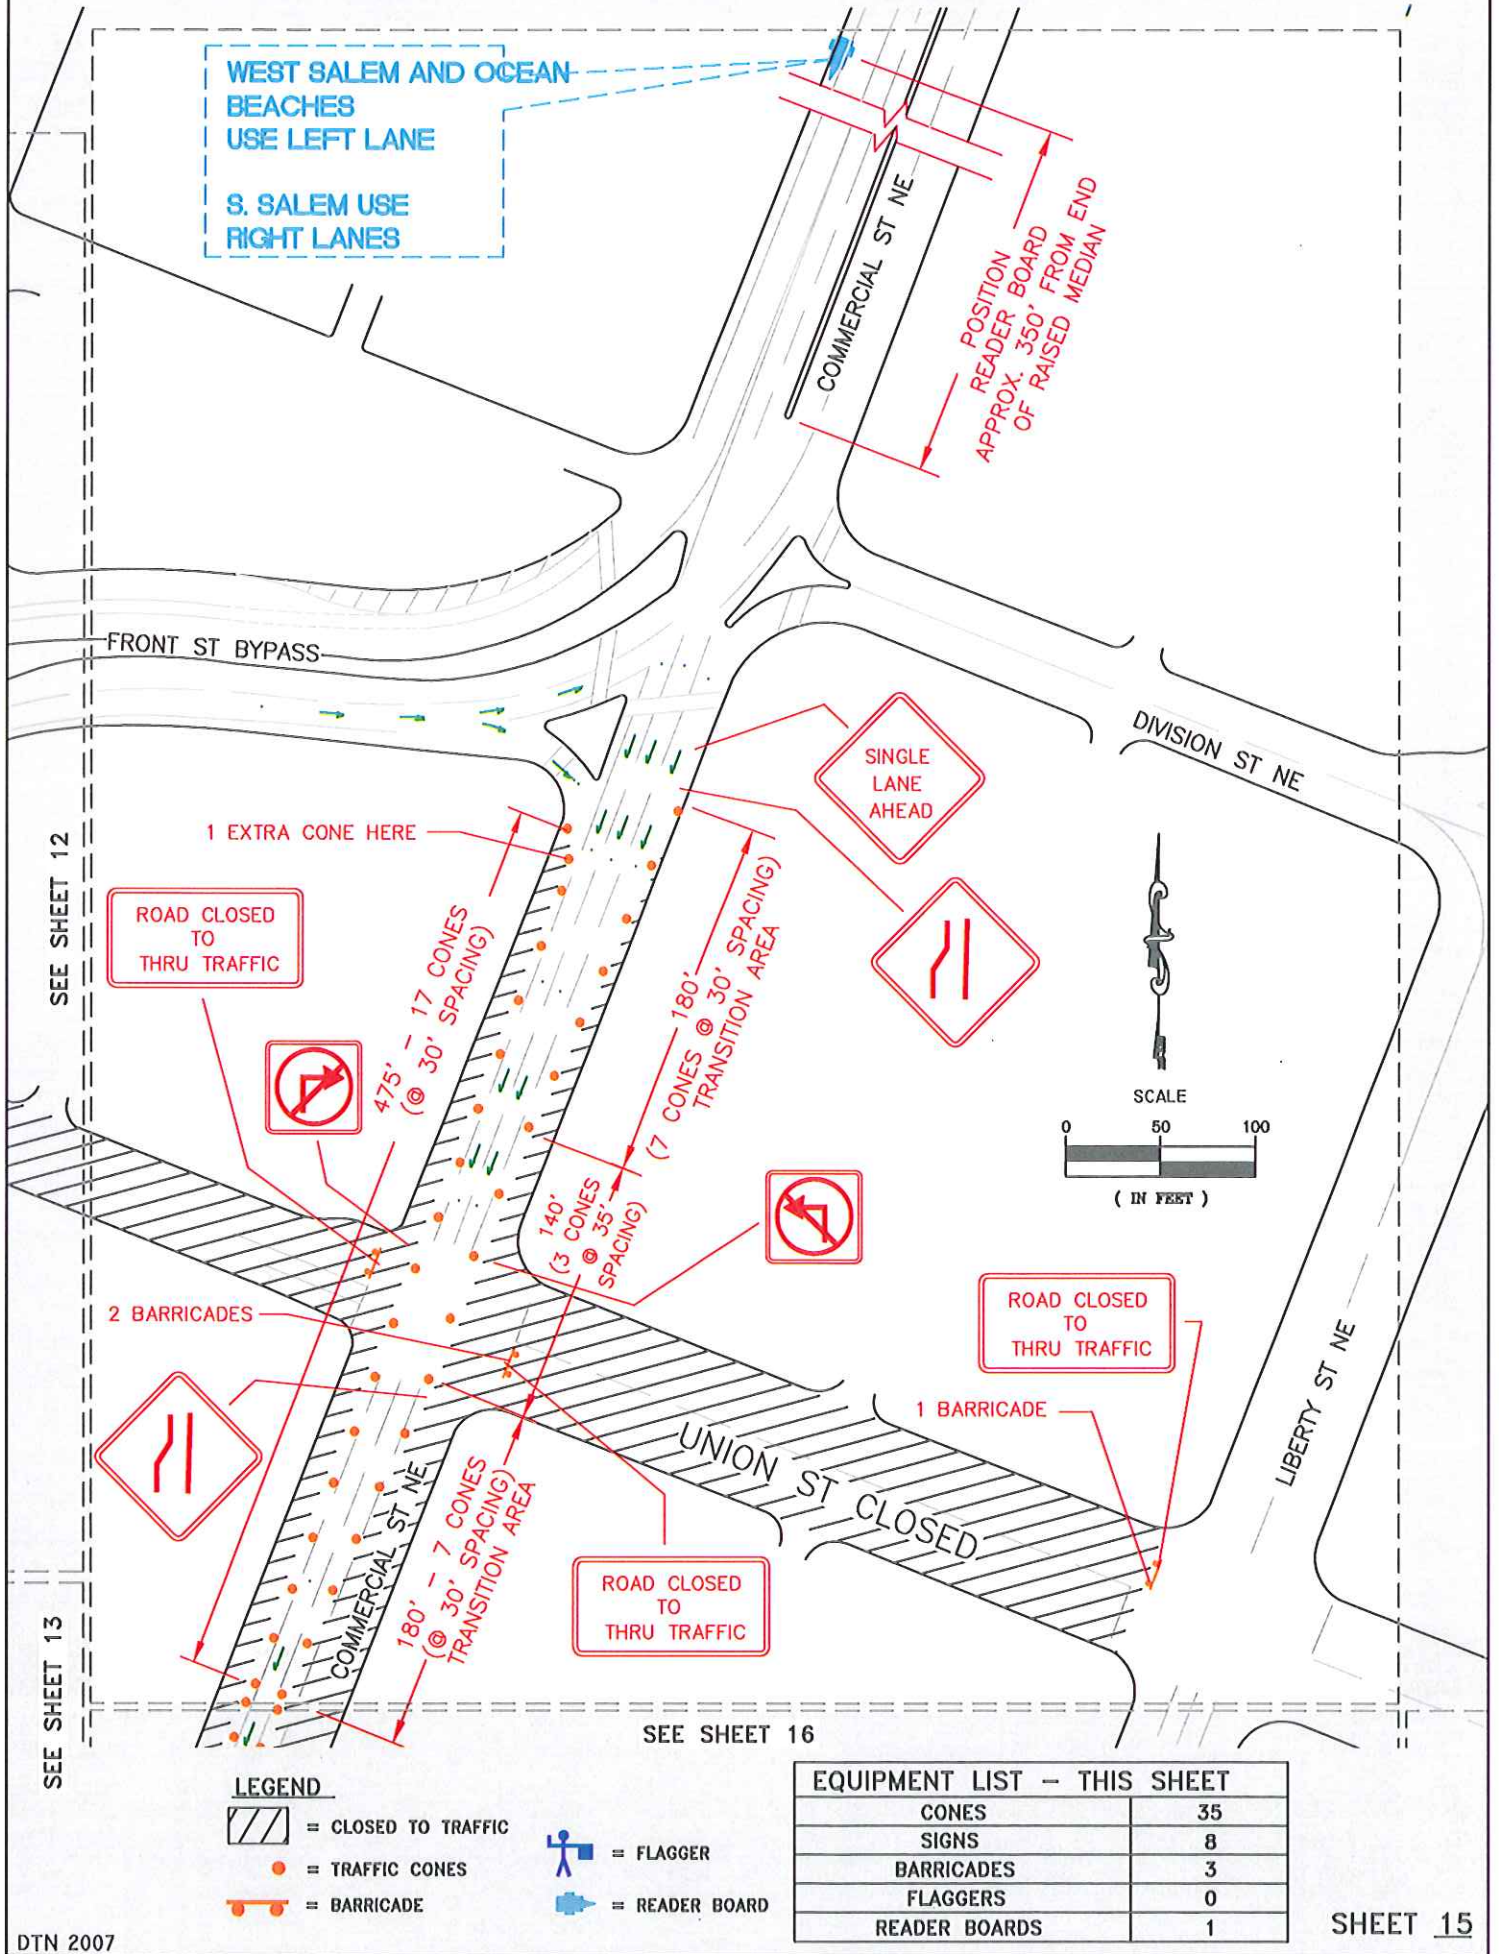 WEST SALEM AND OCEAN
BEACHES
USE LEFT LANE
S. SALEM USE
RIGHT LANES
COMMERCIAL ST NE
POSITION
READER BOARD
APPROX. 350' FROM END
OF RAISED MEDIAN
FRONT ST BYPASS
DIVISION ST NE
SINGLE
LANE
AHEAD
SEE SHEET 12
1 EXTRA CONE HERE
ROAD CLOSED
TO
THRU TRAFFIC
475' - 17 CONES
(@ 30' SPACING)
180'
(7 CONES @ 30' SPACING)
TRANSITION AREA
SCALE
0 50 100
( IN FEET )
140'
(3 CONES
@ 35'
SPACING)
2 BARRICADES
ROAD CLOSED
TO
THRU TRAFFIC
1 BARRICADE
LIBERTY ST NE
UNION ST CLOSED
COMMERCIAL ST NE
180' - 7 CONES
(@ 30' SPACING)
TRANSITION AREA
ROAD CLOSED
TO
THRU TRAFFIC
SEE SHEET 13
SEE SHEET 16
LEGEND
= CLOSED TO TRAFFIC
= TRAFFIC CONES
= BARRICADE
= FLAGGER
= READER BOARD
EQUIPMENT LIST - THIS SHEET
CONES 35
SIGNS 8
BARRICADES 3
FLAGGERS 0
READER BOARDS 1
SHEET 15
DTN 2007